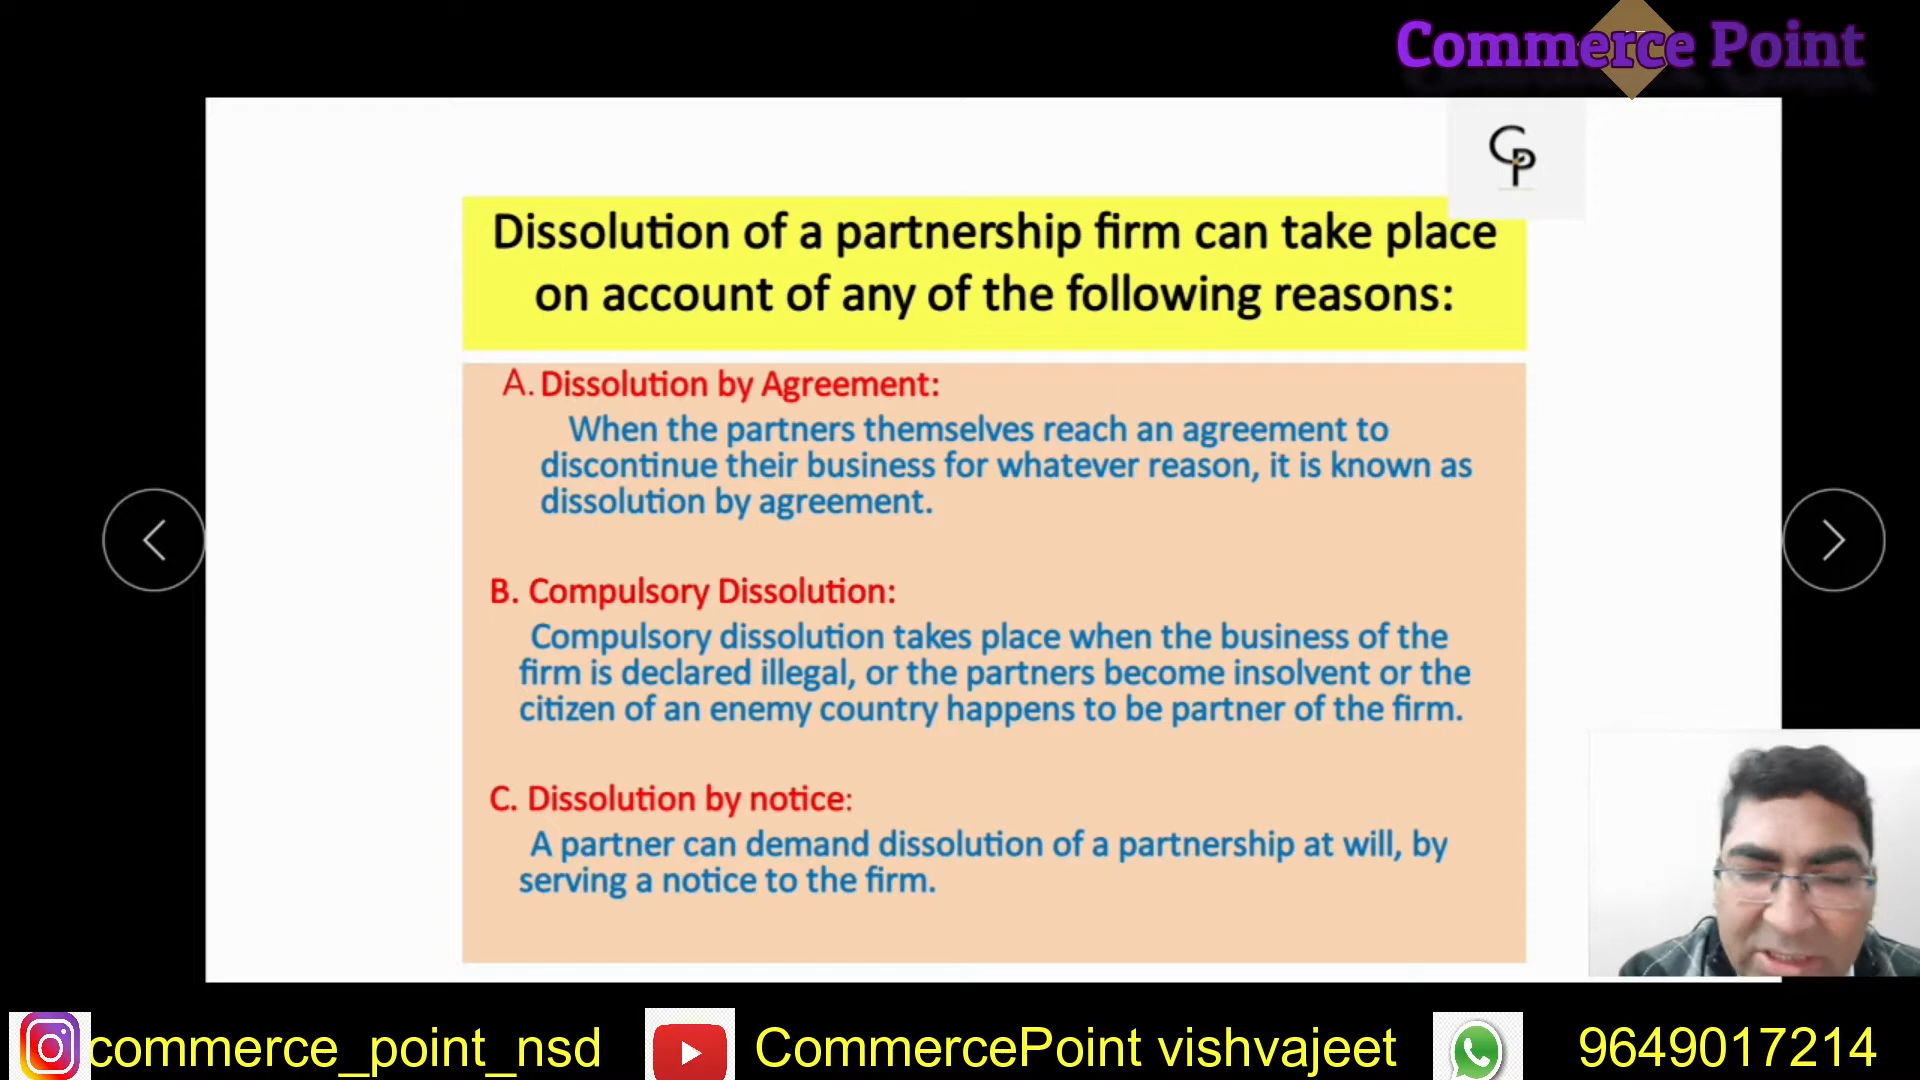 Commerce Point
CP
Dissolution of a partnership firm can take place
on account of any of the following reasons:
A. Dissolution by Agreement:
When the partners themselves reach an agreement to
discontinue their business for whatever reason, it is known as
dissolution by agreement.
B. Compulsory Dissolution:
Compulsory dissolution takes place when the business of the
firm is declared illegal, or the partners become insolvent or the
citizen of an enemy country happens to be partner of the firm.
C. Dissolution by notice:
A partner can demand dissolution of a partnership at will, by
serving a notice to the firm.
commerce_point_nsd CommercePoint vishvajeet 9649017214